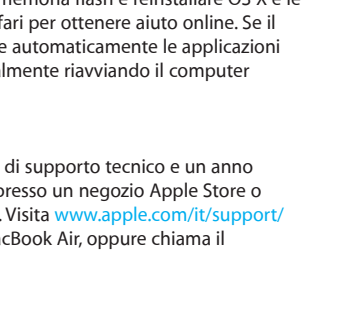 memoria flash e reinstallare OS X e le
fari per ottenere aiuto online. Se il
e automaticamente le applicazioni
almente riavviando il computer
di supporto tecnico e un anno
presso un negozio Apple Store o
. Visita www.apple.com/it/support/
cBook Air, oppure chiama il